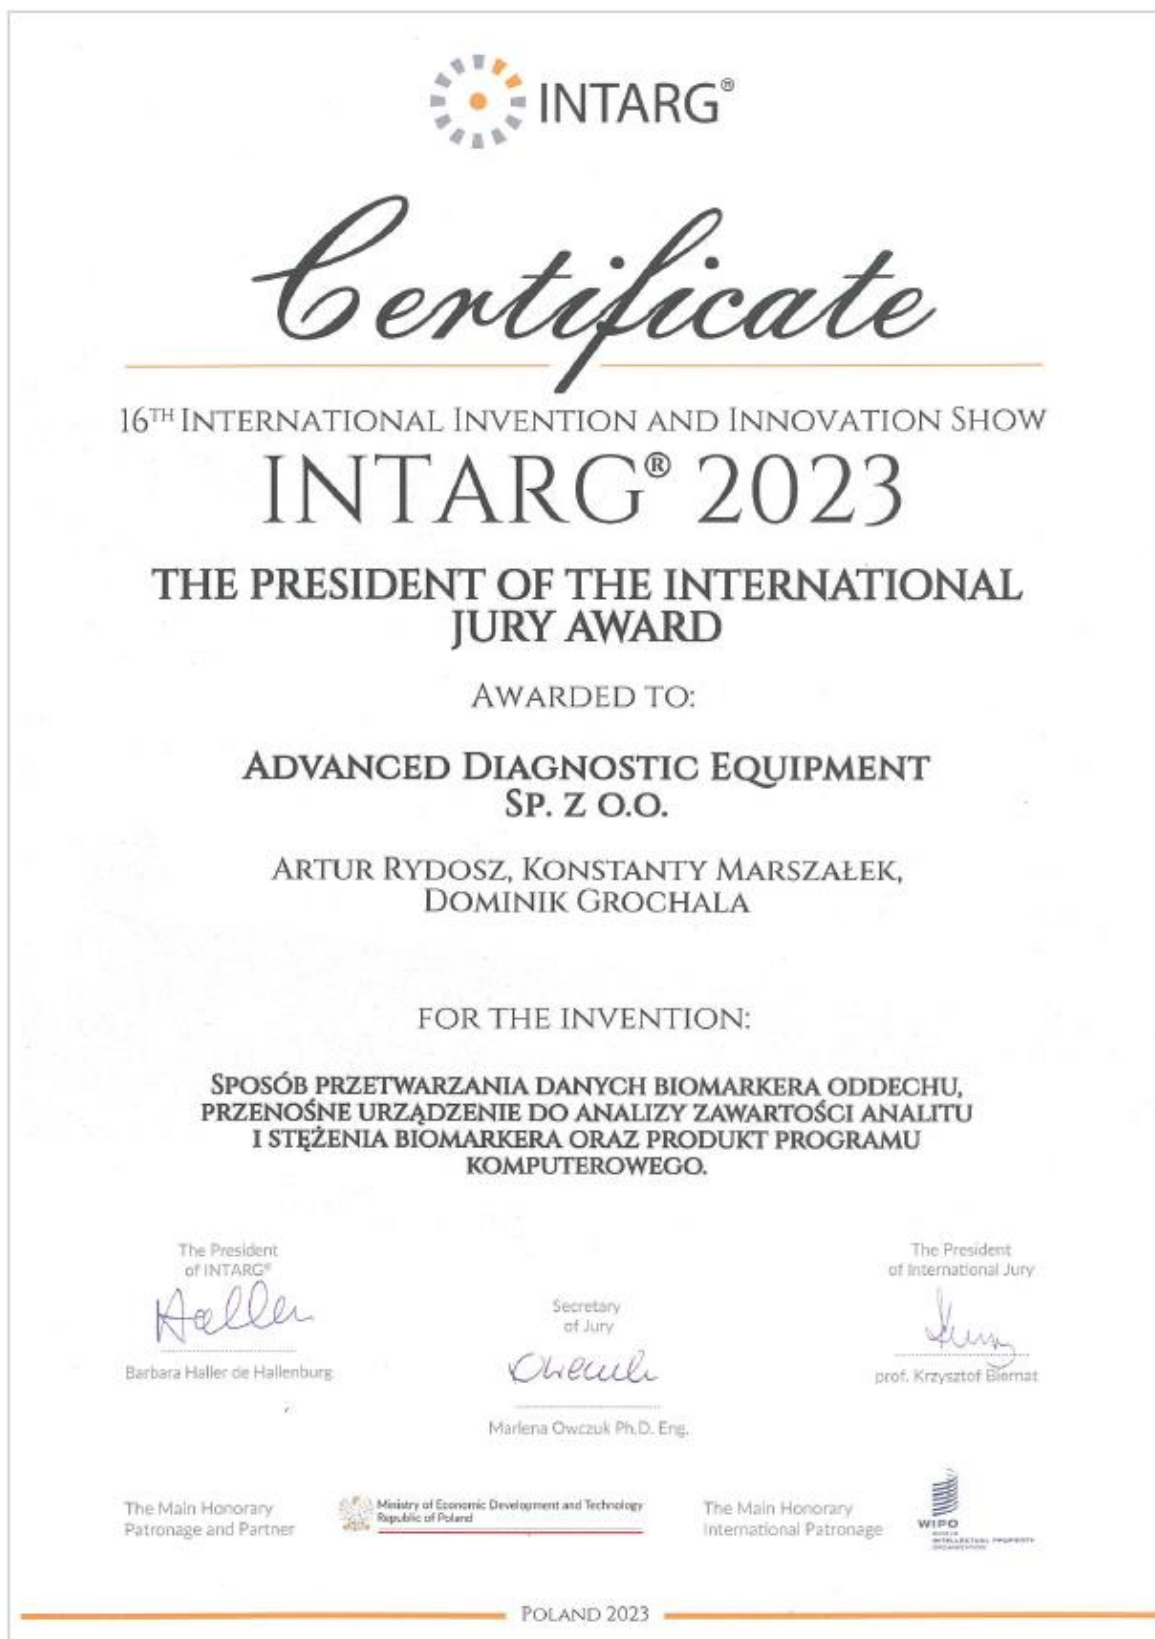 INTARG®
Certificate
16TH INTERNATIONAL INVENTION AND INNOVATION SHOW
INTARG® 2023
THE PRESIDENT OF THE INTERNATIONAL
JURY AWARD
AWARDED TO:
ADVANCED DIAGNOSTIC EQUIPMENT
SP. Z O.O.
ARTUR RYDOSZ, KONSTANTY MARSZAŁEK,
DOMINIK GROCHALA
FOR THE INVENTION:
SPOSÓB PRZETWARZANIA DANYCH BIOMARKERA ODDECHU,
PRZENOŚNE URZĄDZENIE DO ANALIZY ZAWARTOŚCI ANALITU
I STĘŻENIA BIOMARKERA ORAZ PRODUKT PROGRAMU
KOMPUTEROWEGO.
The President
of INTARG®
Haller
Barbara Haller de Hallenburg
Secretary
of Jury
Marlena Owczuk Ph.D. Eng.
The President
of International Jury
prof. Krzysztof Biernat
The Main Honorary
Patronage and Partner
Ministry of Economic Development and Technology
Republic of Poland
The Main Honorary
International Patronage
WIPO
WORLD
INTELLECTUAL PROPERTY
ORGANIZATION
POLAND 2023